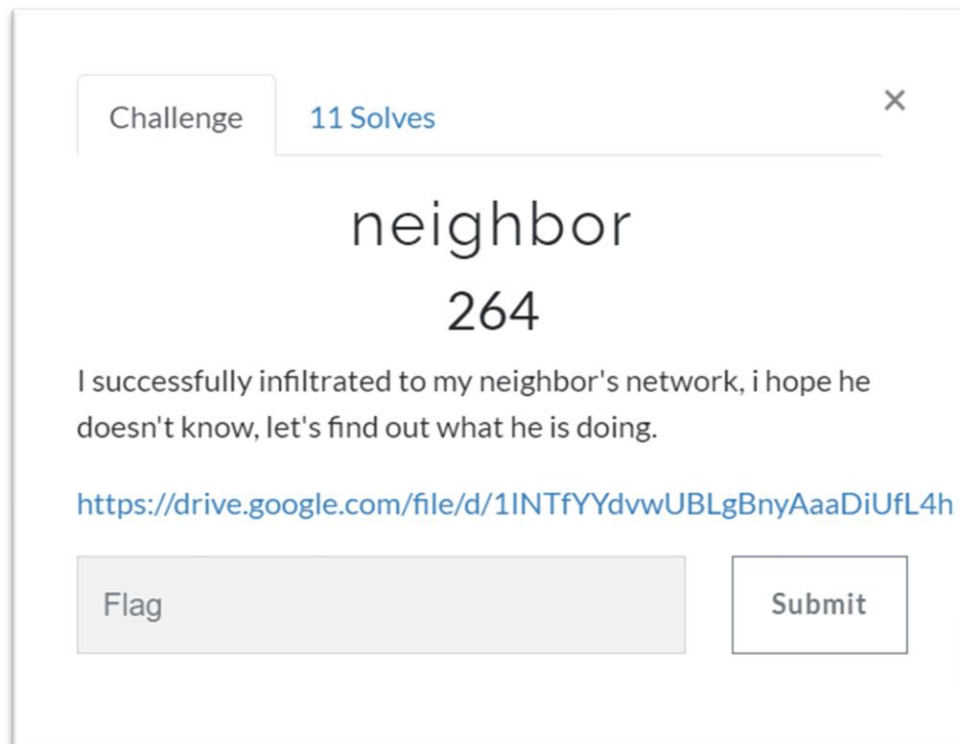 Challenge
11 Solves
×
neighbor
264
I successfully infiltrated to my neighbor's network, i hope he
doesn't know, let's find out what he is doing.
https://drive.google.com/file/d/1lNTfYYdvwUBLgBnyAaaDiUfL4h
Flag
Submit